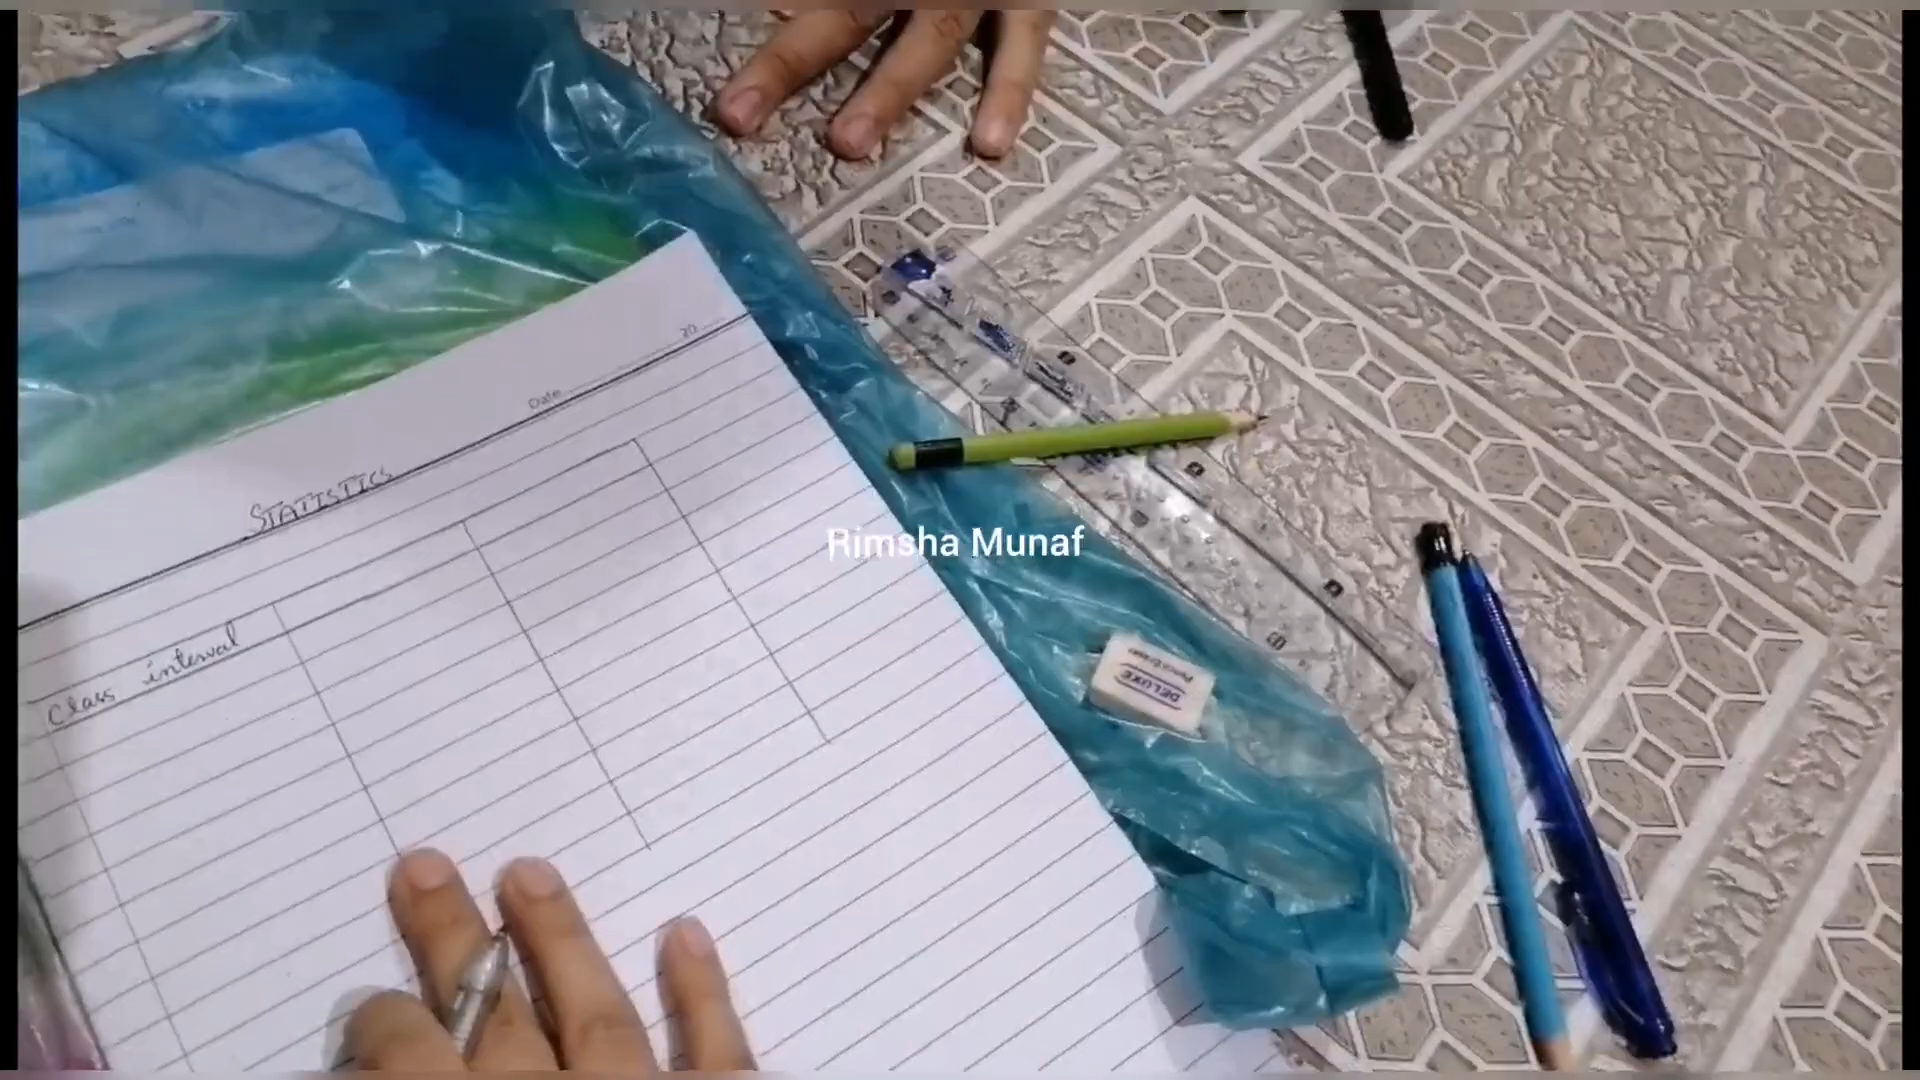 20
Date
STATISTICS
Class interval
Rimsha Munaf
DELUXE